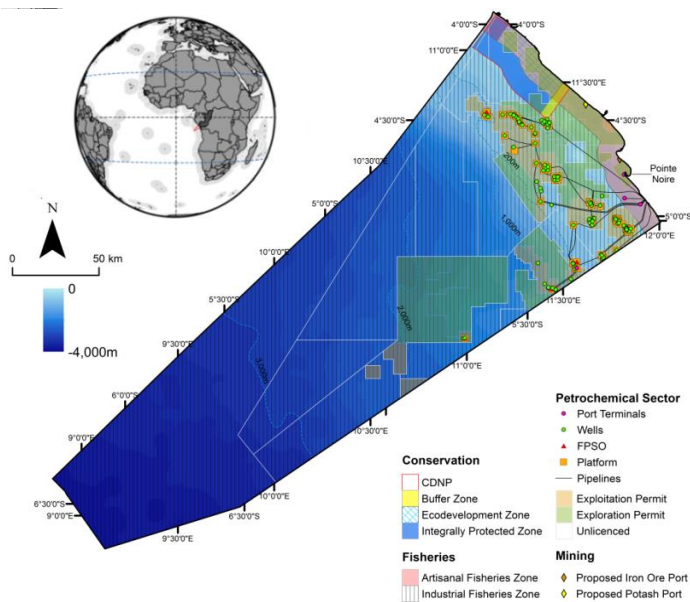 4°0'0"S
4°0'0"S
11°0'0"E
11°30'0"E
4°30'0"S
4°30'0"S
200m
10°30'0"E
Pointe
Noire
N
5°0'0"S
1,000m
5°0'0"S
12°0'0"E
0
50 km
10°0'0"E
0
5°30'0"S
11°30'0"E
2,000m
5°30'0"S
-4,000m
9°30'0"E
3,000m
11°0'0"E
6°0'0"S
10°30'0"E
9°0'0"E
10°0'0"E
6°30'0"S
9°0'0"E
6°30'0"S
9°30'0"E
Conservation
CDNP
Buffer Zone
Ecodevelopment Zone
Integrally Protected Zone
Fisheries
Artisanal Fisheries Zone
Industrial Fisheries Zone
Petrochemical Sector
Port Terminals
Wells
FPSO
Platform
Pipelines
Exploitation Permit
Exploration Permit
Unlicenced
Mining
Proposed Iron Ore Port
Proposed Potash Port